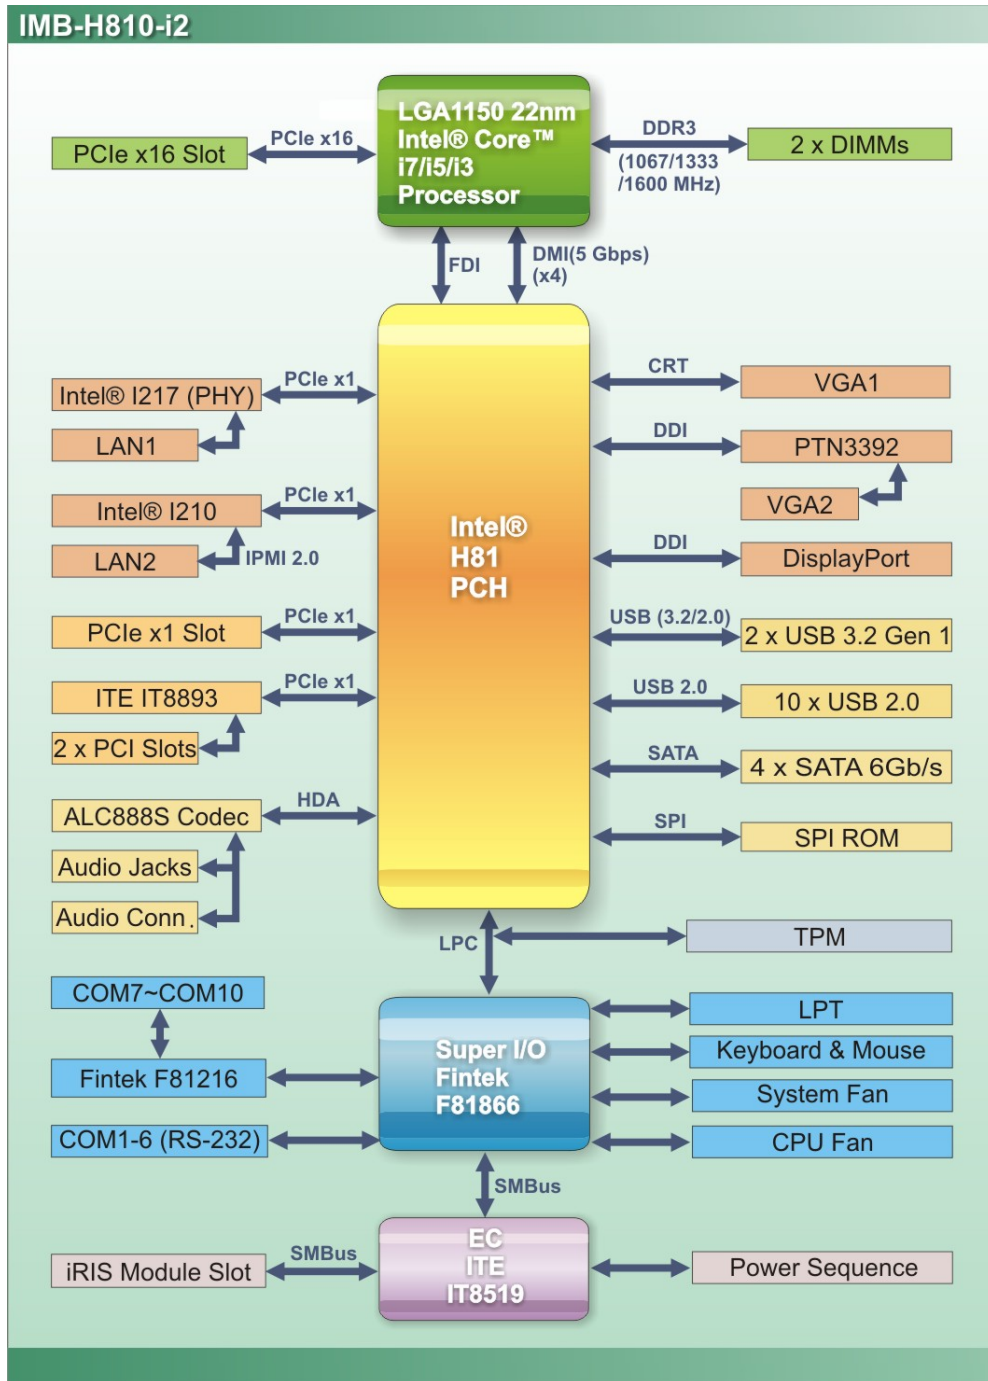 IMB-H810-i2
LGA1150 22nm
Intel® Core™
i7/i5/i3
Processor
PCIe x16 Slot
PCIe x16
DDR3
(1067/1333
/1600 MHz)
2 x DIMMs
FDI
DMI(5 Gbps)
(x4)
Intel®
H81
PCH
Intel® I217 (PHY)
PCIe x1
LAN1
Intel® I210
PCIe x1
LAN2
IPMI 2.0
PCIe x1 Slot
PCIe x1
ITE IT8893
PCIe x1
2 x PCI Slots
ALC888S Codec
HDA
Audio Jacks
Audio Conn.
CRT
VGA1
DDI
PTN3392
VGA2
DDI
DisplayPort
USB (3.2/2.0)
2 x USB 3.2 Gen 1
USB 2.0
10 x USB 2.0
SATA
4 x SATA 6Gb/s
SPI
SPI ROM
LPC
TPM
COM7~COM10
Fintek F81216
COM1-6 (RS-232)
Super I/O
Fintek
F81866
LPT
Keyboard & Mouse
System Fan
CPU Fan
SMBus
iRIS Module Slot
SMBus
EC
ITE
IT8519
Power Sequence